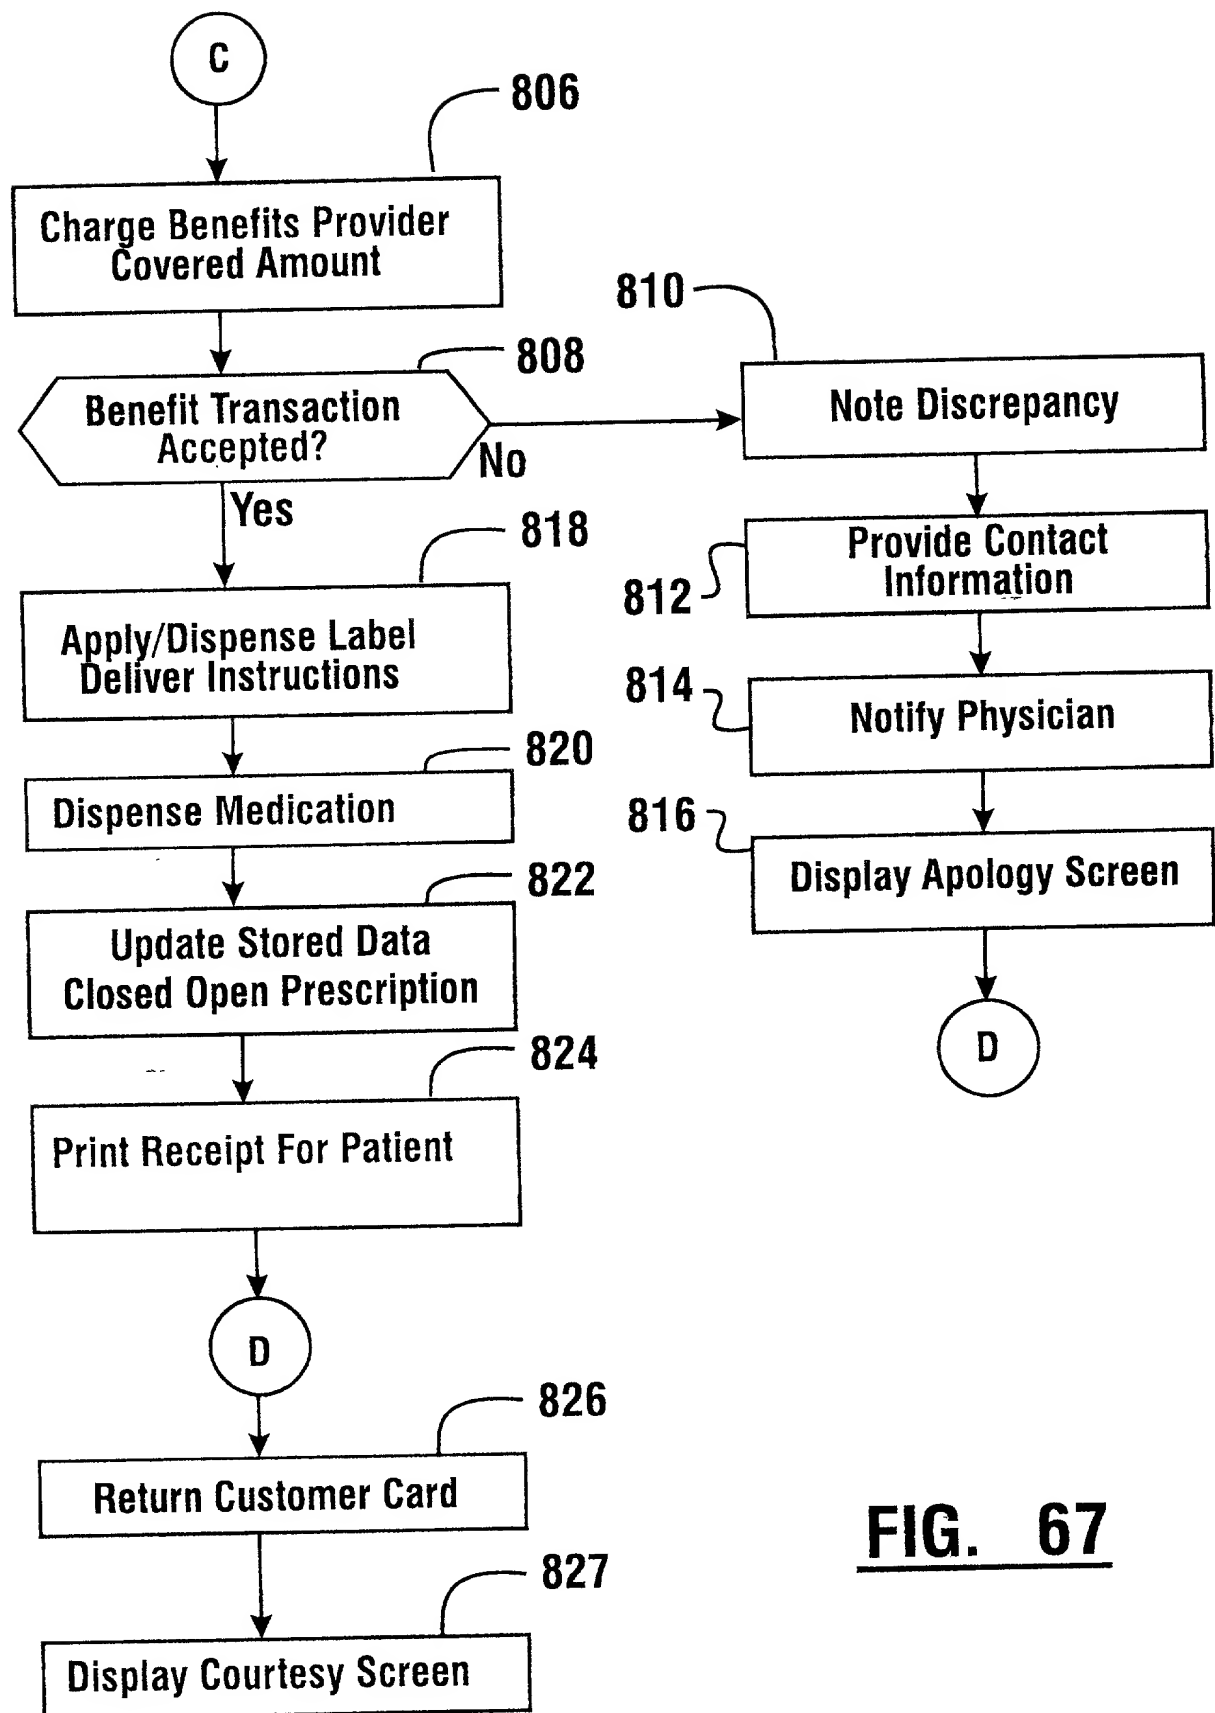 C
806
Charge Benefits Provider
Covered Amount
808
Benefit Transaction
Accepted?
No
Yes
810
Note Discrepancy
812
Provide Contact
Information
814
Notify Physician
816
Display Apology Screen
D
818
Apply/Dispense Label
Deliver Instructions
820
Dispense Medication
822
Update Stored Data
Closed Open Prescription
824
Print Receipt For Patient
D
826
Return Customer Card
827
Display Courtesy Screen
FIG. 67